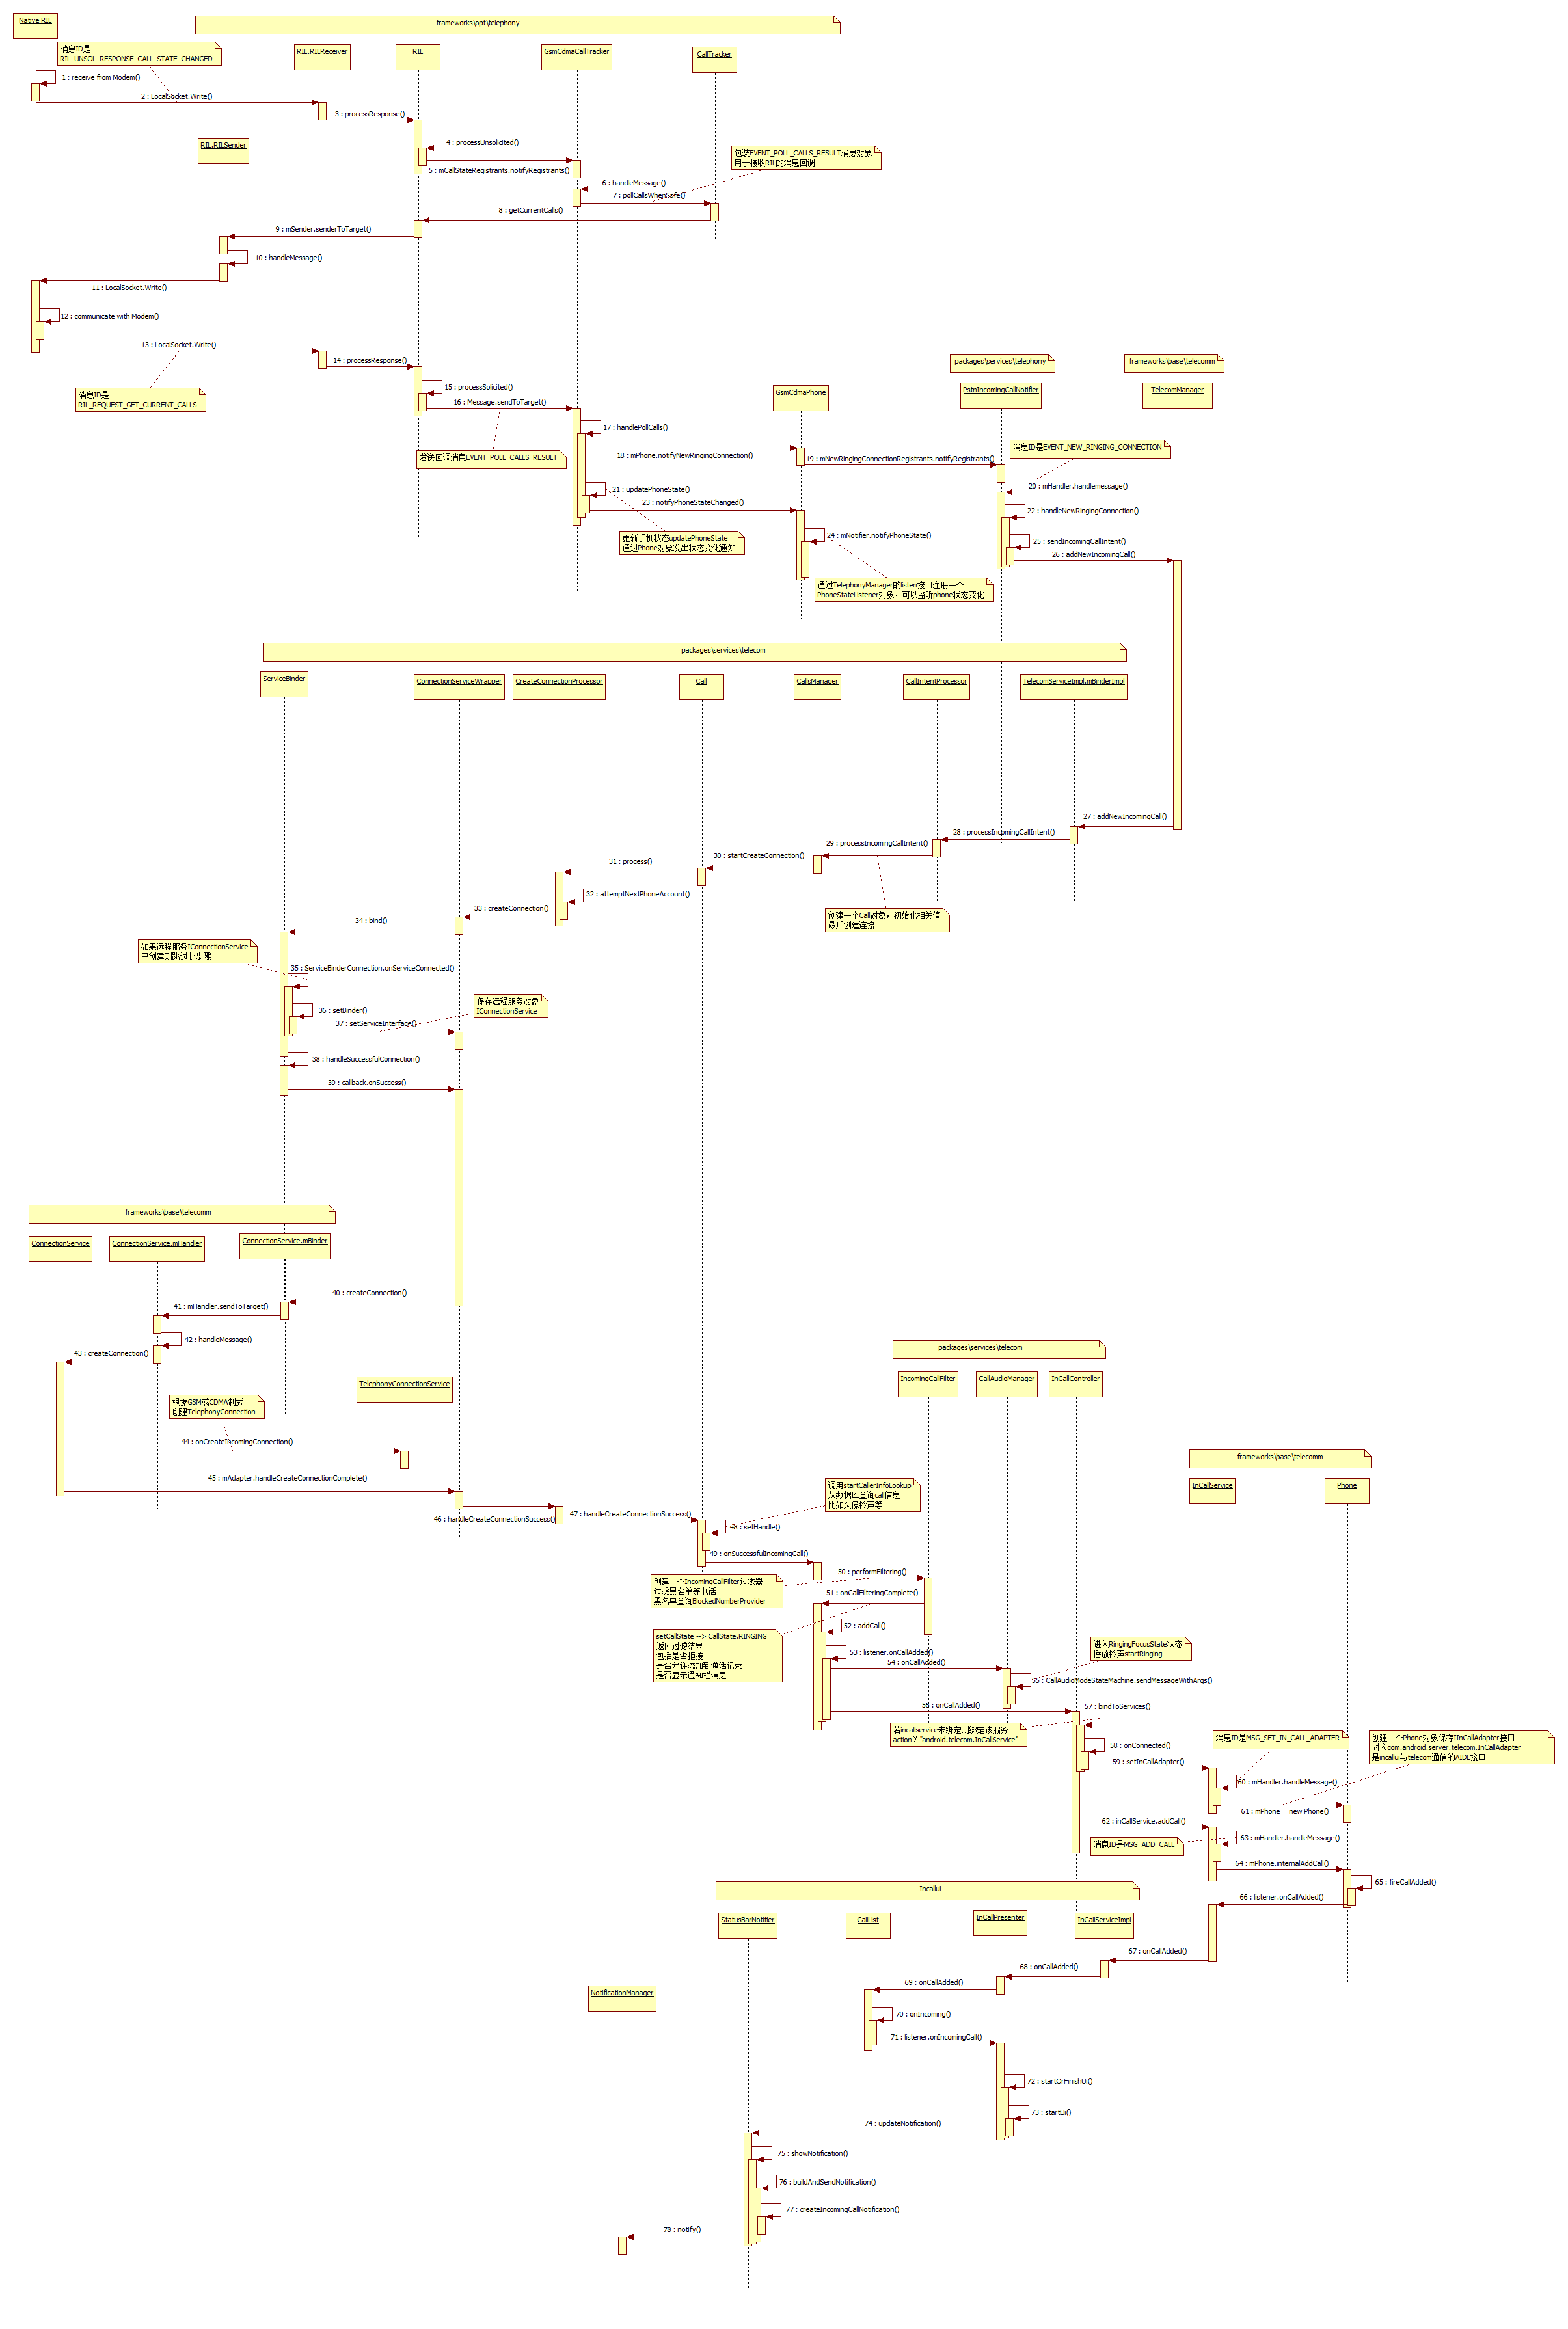 Native RIL
frameworks\opt\telephony
消息ID是
RIL_UNSOL_RESPONSE_CALL_STATE_CHANGED
RIL.RILReceiver
RIL
GsmCdmaCallTracker
CallTracker
1 : receive from Modem()
2 : LocalSocket.Write()
3 : processResponse()
RIL.RILSender
4 : processUnsolicited()
包装EVENT_POLL_CALLS_RESULT消息对象
用于接收RIL的消息回调
5 : mCallStateRegistrants.notifyRegistrants()
6 : handleMessage()
7 : pollCallsWhenSafe()
8 : getCurrentCalls()
9 : mSender.senderToTarget()
10 : handleMessage()
11 : LocalSocket.Write()
12 : communicate with Modem()
13 : LocalSocket.Write()
14 : processResponse()
packages\services\telephony
frameworks\base\telecomm
消息ID是
RIL_REQUEST_GET_CURRENT_CALLS
15 : processSolicited()
GsmCdmaPhone
PstnIncomingCallNotifier
TelecomManager
16 : Message.sendToTarget()
17 : handlePollCalls()
消息ID是EVENT_NEW_RINGING_CONNECTION
发送回调消息EVENT_POLL_CALLS_RESULT
18 : mPhone.notifyNewRingingConnection()
19 : mNewRingingConnectionRegistrants.notifyRegistrants()
20 : mHandler.handlemessage()
21 : updatePhoneState()
23 : notifyPhoneStateChanged()
22 : handleNewRingingConnection()
更新手机状态updatePhoneState
通过Phone对象发出状态变化通知
24 : mNotifier.notifyPhoneState()
25 : sendIncomingCallIntent()
26 : addNewIncomingCall()
通过TelephonyManager的listen接口注册一个
PhoneStateListener对象，可以监听phone状态变化
packages\services\telecom
ServiceBinder
ConnectionServiceWrapper
CreateConnectionProcessor
Call
CallsManager
CallIntentProcessor
TelecomServiceImpl.mBinderImpl
27 : addNewIncomingCall()
28 : processIncomingCallIntent()
29 : processIncomingCallIntent()
30 : startCreateConnection()
31 : process()
32 : attemptNextPhoneAccount()
33 : createConnection()
创建一个Call对象，初始化相关值
最后创建连接
34 : bind()
如果远程服务IConnectionService
已创建则跳过此步骤
35 : ServiceBinderConnection.onServiceConnected()
保存远程服务对象
IConnectionService
36 : setBinder()
37 : setServiceInterface()
38 : handleSuccessfulConnection()
39 : callback.onSuccess()
frameworks\base\telecomm
ConnectionService
ConnectionService.mHandler
ConnectionService.mBinder
40 : createConnection()
41 : mHandler.sendToTarget()
42 : handleMessage()
43 : createConnection()
packages\services\telecom
TelephonyConnectionService
IncomingCallFilter
CallAudioManager
InCallController
根据GSM或CDMA制式
创建TelephonyConnection
44 : onCreateIncomingConnection()
frameworks\base\telecomm
45 : mAdapter.handleCreateConnectionComplete()
调用startCallerInfoLookup
从数据库查询call信息
比如头像铃声等
InCallService
Phone
46 : handleCreateConnectionSuccess()
47 : handleCreateConnectionSuccess()
48 : setHandle()
49 : onSuccessfulIncomingCall()
50 : performFiltering()
创建一个IncomingCallFilter过滤器
过滤黑名单等电话
黑名单查询BlockedNumberProvider
51 : onCallFilteringComplete()
52 : addCall()
setCallState --> CallState.RINGING
返回过滤结果
包括是否拒接
是否允许添加到通话记录
是否显示通知栏消息
53 : listener.onCallAdded()
54 : onCallAdded()
进入RingingFocusState状态
播放铃声startRinging
55 : CallAudioModeStateMachine.sendMessageWithArgs()
56 : onCallAdded()
57 : bindToServices()
若incallservice未绑定则绑定该服务
action为"android.telecom.InCallService"
58 : onConnected()
消息ID是MSG_SET_IN_CALL_ADAPTER
创建一个Phone对象保存IInCallAdapter接口
对应com.android.server.telecom.InCallAdapter
是incallui与telecom通信的AIDL接口
59 : setInCallAdapter()
60 : mHandler.handleMessage()
61 : mPhone = new Phone()
62 : inCallService.addCall()
消息ID是MSG_ADD_CALL
63 : mHandler.handleMessage()
64 : mPhone.internalAddCall()
65 : fireCallAdded()
Incallui
66 : listener.onCallAdded()
StatusBarNotifier
CallList
InCallPresenter
InCallServiceImpl
67 : onCallAdded()
68 : onCallAdded()
69 : onCallAdded()
NotificationManager
70 : onIncoming()
71 : listener.onIncomingCall()
72 : startOrFinishUi()
73 : startUi()
74 : updateNotification()
75 : showNotification()
76 : buildAndSendNotification()
77 : createIncomingCallNotification()
78 : notify()